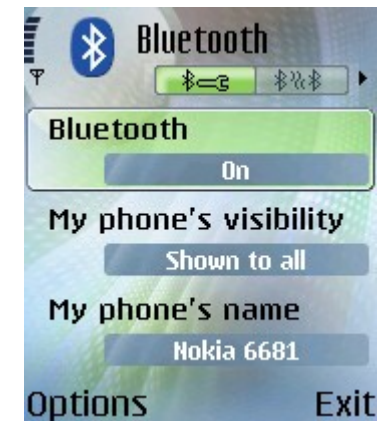 Bluetooth
Bluetooth
On
My phone's visibility
Shown to all
My phone's name
Nokia 6681
Options Exit